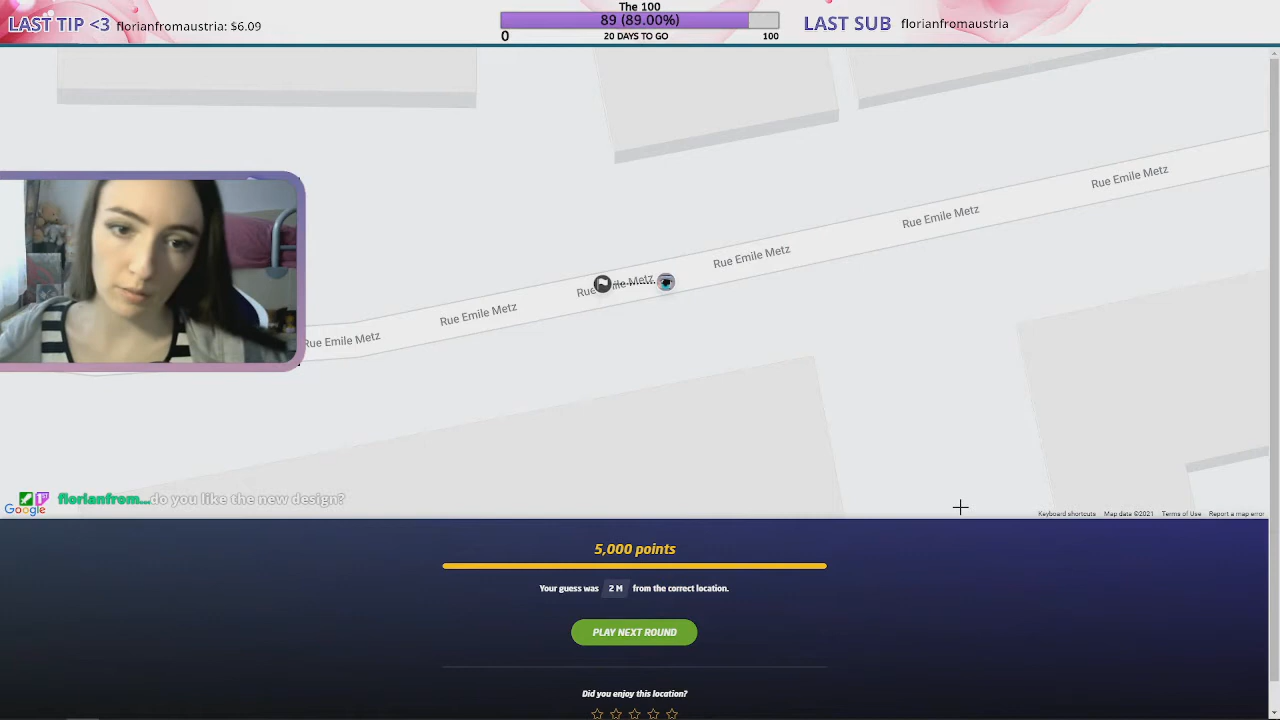 LAST TIP <3 florianfromaustria: $6.09
The 100
89 (89.00%)
0 20 DAYS TO GO 100
LAST SUB florianfromaustria
Rue Emile Metz
Rue Emile Metz
Rue Emile Metz
Rue Emile Metz
Rue Emile Metz
Rue Emile Metz
florianfrom... do you like the new design?
Google
Keyboard shortcuts Map data ©2021 Terms of Use Report a map error
5,000 points
Your guess was 2 M from the correct location.
PLAY NEXT ROUND
Did you enjoy this location?